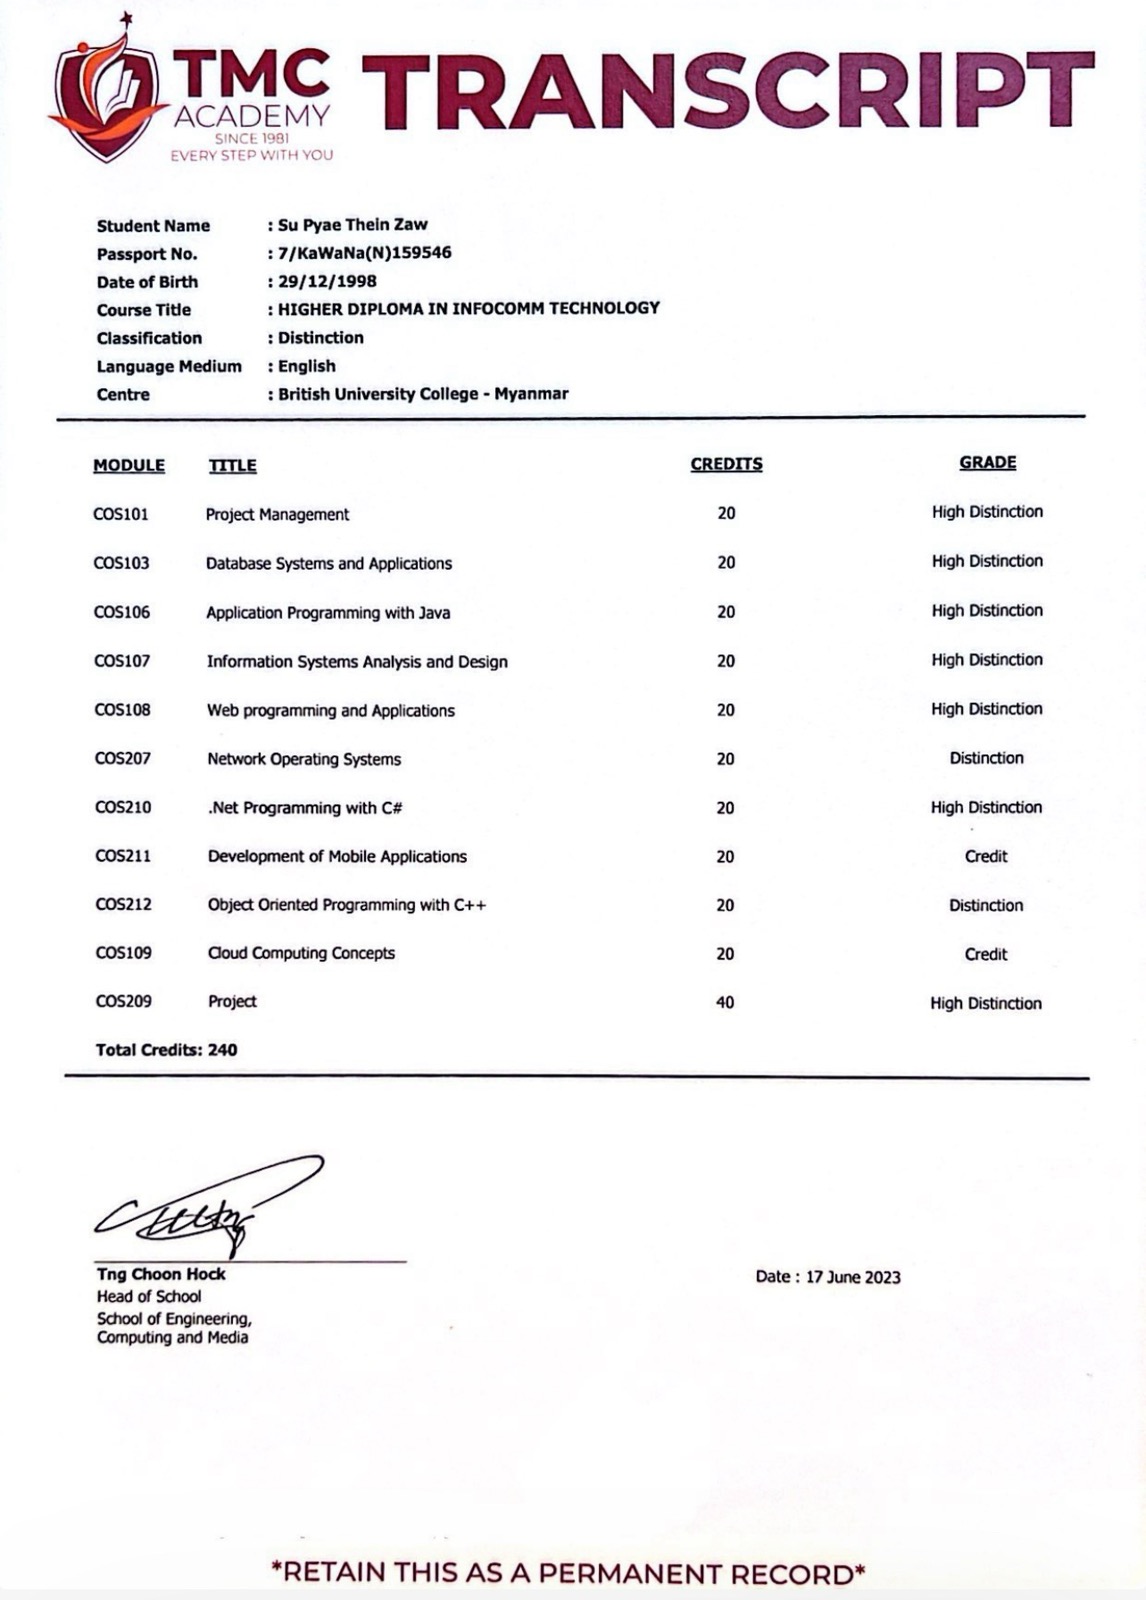 TMC
ACADEMY
SINCE 1981
EVERY STEP WITH YOU
TRANSCRIPT
Student Name : Su Pyae Thein Zaw
Passport No. : 7/KaWaNa(N)159546
Date of Birth : 29/12/1998
Course Title : HIGHER DIPLOMA IN INFOCOMM TECHNOLOGY
Classification : Distinction
Language Medium : English
Centre : British University College - Myanmar
MODULE TITLE CREDITS GRADE
COS101 Project Management 20 High Distinction
COS103 Database Systems and Applications 20 High Distinction
COS106 Application Programming with Java 20 High Distinction
COS107 Information Systems Analysis and Design 20 High Distinction
COS108 Web programming and Applications 20 High Distinction
COS207 Network Operating Systems 20 Distinction
COS210 .Net Programming with C# 20 High Distinction
COS211 Development of Mobile Applications 20 Credit
COS212 Object Oriented Programming with C++ 20 Distinction
COS109 Cloud Computing Concepts 20 Credit
COS209 Project 40 High Distinction
Total Credits: 240
Tng Choon Hock
Head of School
School of Engineering,
Computing and Media
Date : 17 June 2023
*RETAIN THIS AS A PERMANENT RECORD*